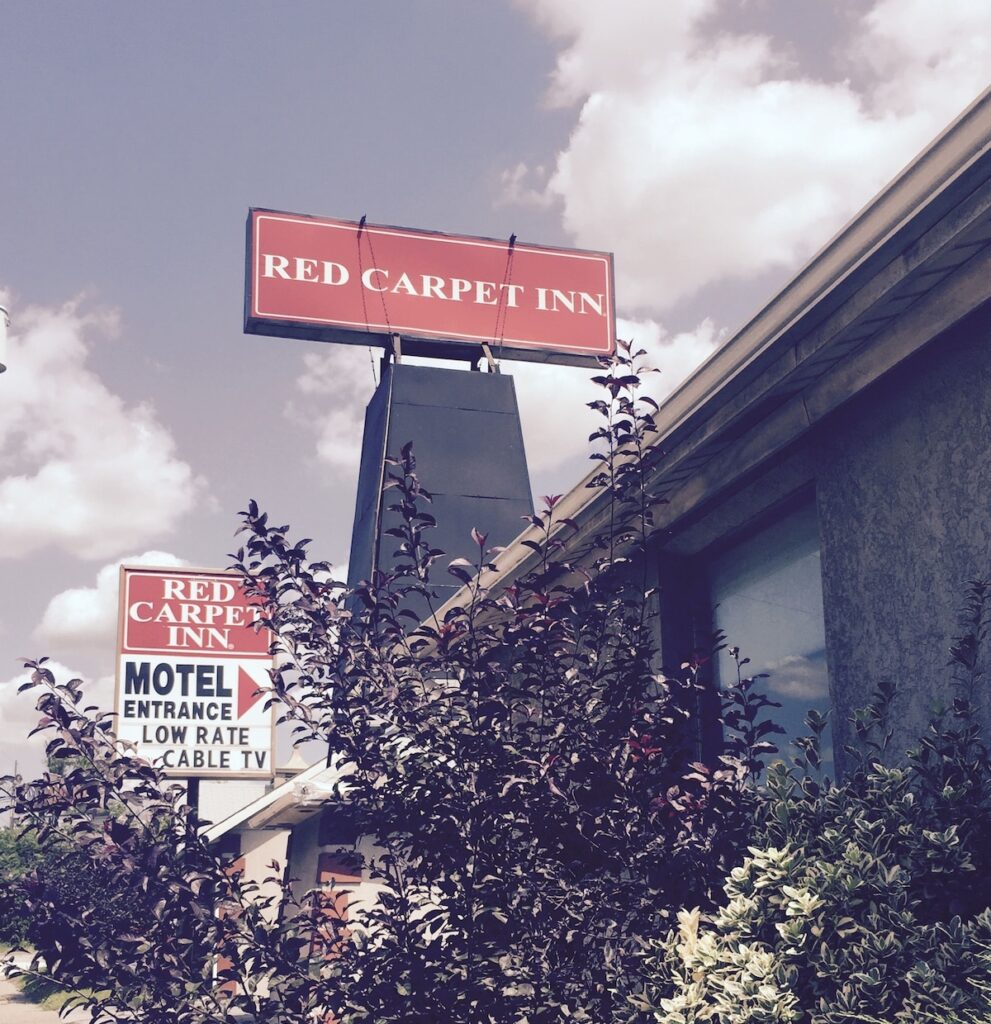 RED CARPET INN
RED
CARPET
INN®
MOTEL
ENTRANCE
LOW RATE
CABLE TV